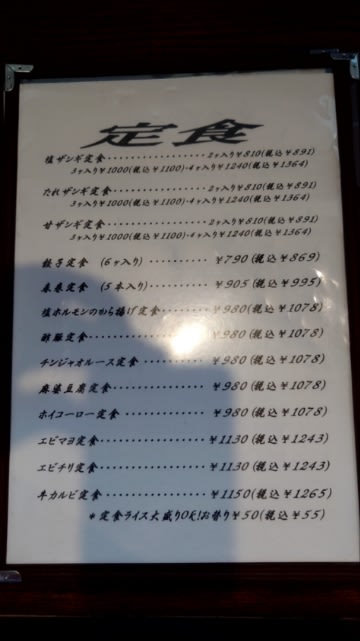 定食
塩ザンギ定食・・・・・・・・・・・・・・・・・・2ヶ入り¥810(税込¥891)
3ヶ入り¥1000(税込¥1100)・4ヶ入り¥1240(税込¥1364)
たれザンギ定食・・・・・・・・・・・・・・・・・2ヶ入り¥810(税込¥891)
3ヶ入り¥1000(税込¥1100)・4ヶ入り¥1240(税込¥1364)
甘ザンギ定食・・・・・・・・・・・・・・・・・・2ヶ入り¥810(税込¥891)
3ヶ入り¥1000(税込¥1100)・4ヶ入り¥1240(税込¥1364)
餃子定食 (6ヶ入り) ・・・・・・・・・・ ¥790(税込¥869)
春巻定食 (5本入り) ・・・・・・・・・・ ¥905(税込¥995)
塩ホルモンのから揚げ定食・・・・・・・・・¥980(税込¥1078)
酢豚定食・・・・・・・・・・・・・・・・・・・・¥980(税込¥1078)
チンジャオルース定食 ・・・・・・・・・・・ ¥980(税込¥1078)
麻婆豆腐定食・・・・・・・・・・・・・・・・ ¥980(税込¥1078)
ホイコーロー定食 ・・・・・・・・・・・・・ ¥980(税込¥1078)
エビマヨ定食・・・・・・・・・・・・・・・・¥1130(税込¥1243)
エビチリ定食・・・・・・・・・・・・・・・・¥1130(税込¥1243)
牛カルビ定食・・・・・・・・・・・・・・・・¥1150(税込¥1265)
* 定食ライス大盛りOK!お替り¥50(税込¥55)